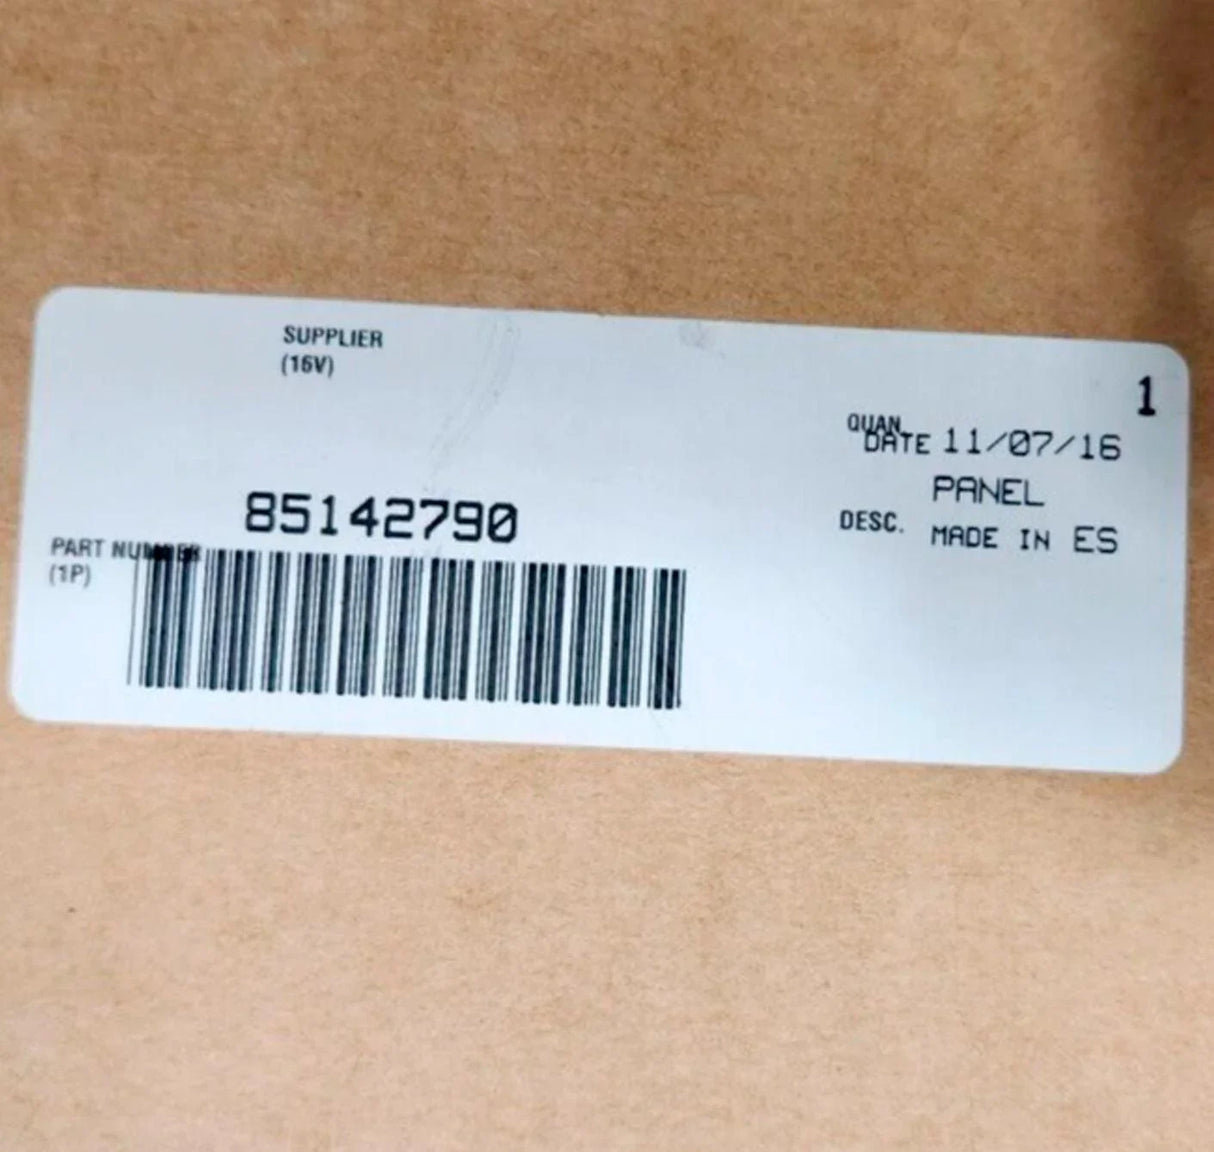 SUPPLIER
(16V)
1
QUAN.
DATE 11/07/16
PANEL
85142790
DESC. MADE IN ES
PART NUMBER
(1P)